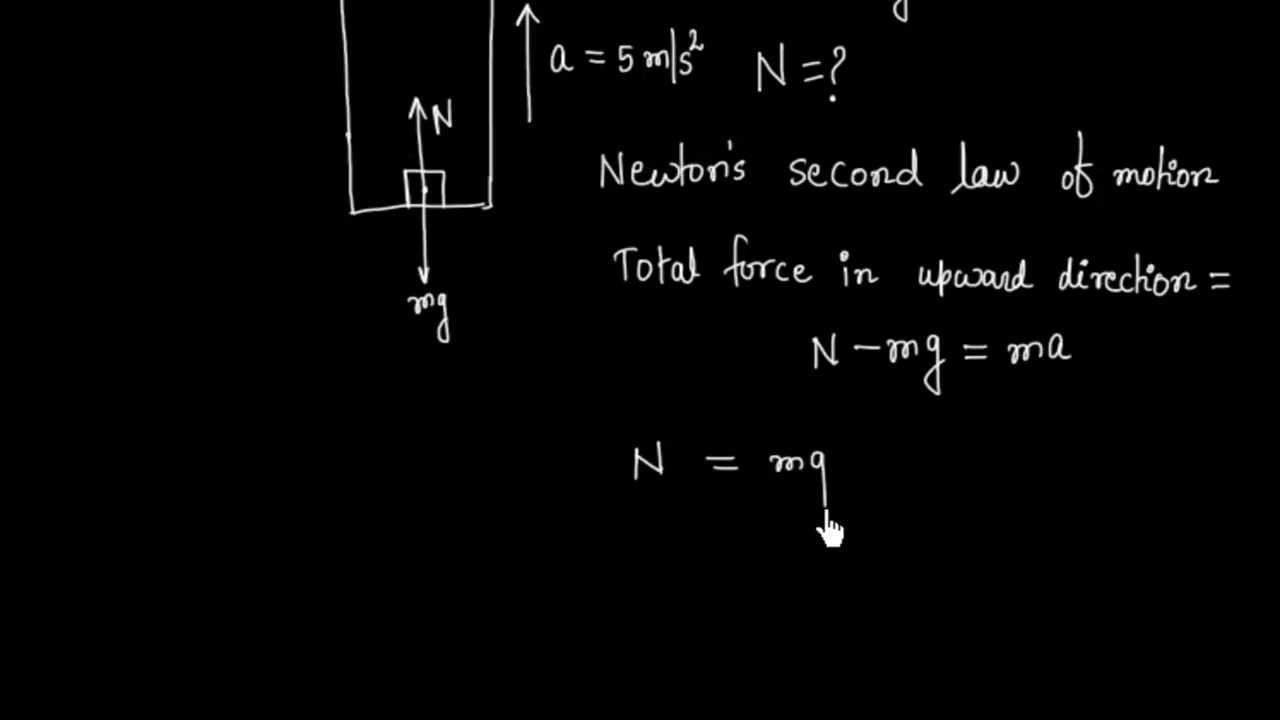 a = 5 m/s²
N = ?
N
Newton's second law of motion
Total force in upward direction =
mg
N - mg = ma
N = mg